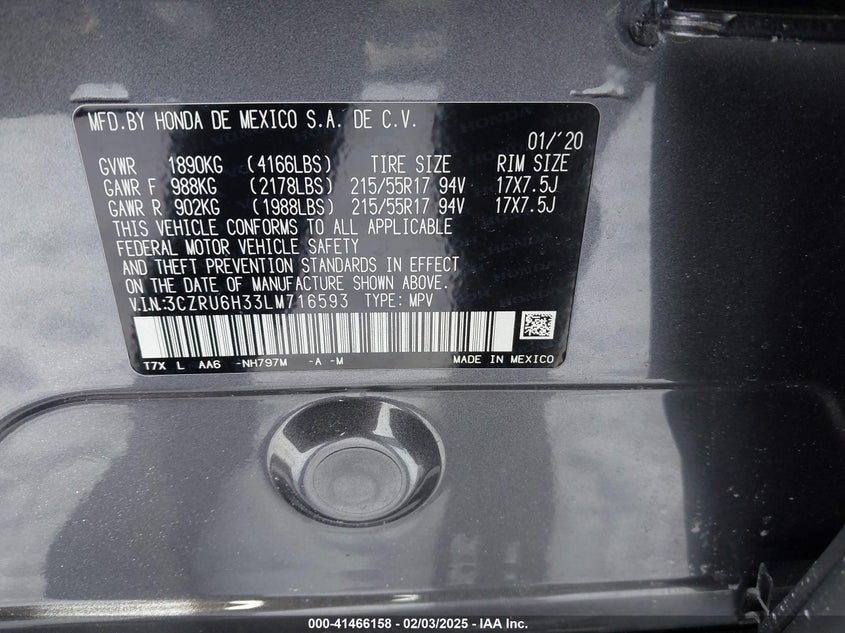 MFD.BY HONDA DE MEXICO S.A. DE C.V.
01/'20
GVWR 1890KG (4166LBS) TIRE SIZE RIM SIZE
GAWR F 988KG (2178LBS) 215/55R17 94V 17X7.5J
GAWR R 902KG (1988LBS) 215/55R17 94V 17X7.5J
THIS VEHICLE CONFORMS TO ALL APPLICABLE
FEDERAL MOTOR VEHICLE SAFETY
AND THEFT PREVENTION STANDARDS IN EFFECT
ON THE DATE OF MANUFACTURE SHOWN ABOVE.
V.I.N:3CZRU6H33LM716593 TYPE: MPV
T7X L AA6 -NH797M -A -M MADE IN MEXICO
000-41466158 - 02/03/2025 - IAA Inc.